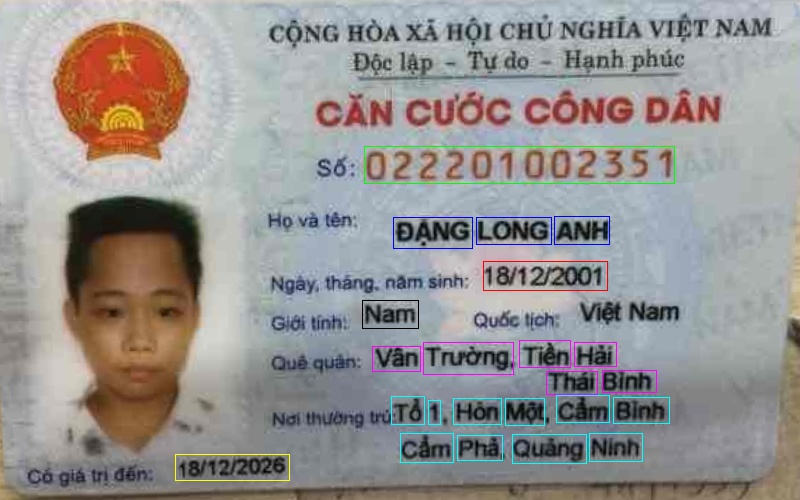 CỘNG HÒA XÃ HỘI CHỦ NGHĨA VIỆT NAM
Độc lập - Tự do - Hạnh phúc
CĂN CƯỚC CÔNG DÂN
Số: 022201002351
Họ và tên: ĐẶNG LONG ANH
Ngày, tháng, năm sinh: 18/12/2001
Giới tính: Nam Quốc tịch: Việt Nam
Quê quán: Vân Trường, Tiền Hải
Thái Bình
Nơi thường trú: Tổ 1, Hòn Một, Cẩm Bình
Cẩm Phả, Quảng Ninh
Có giá trị đến: 18/12/2026